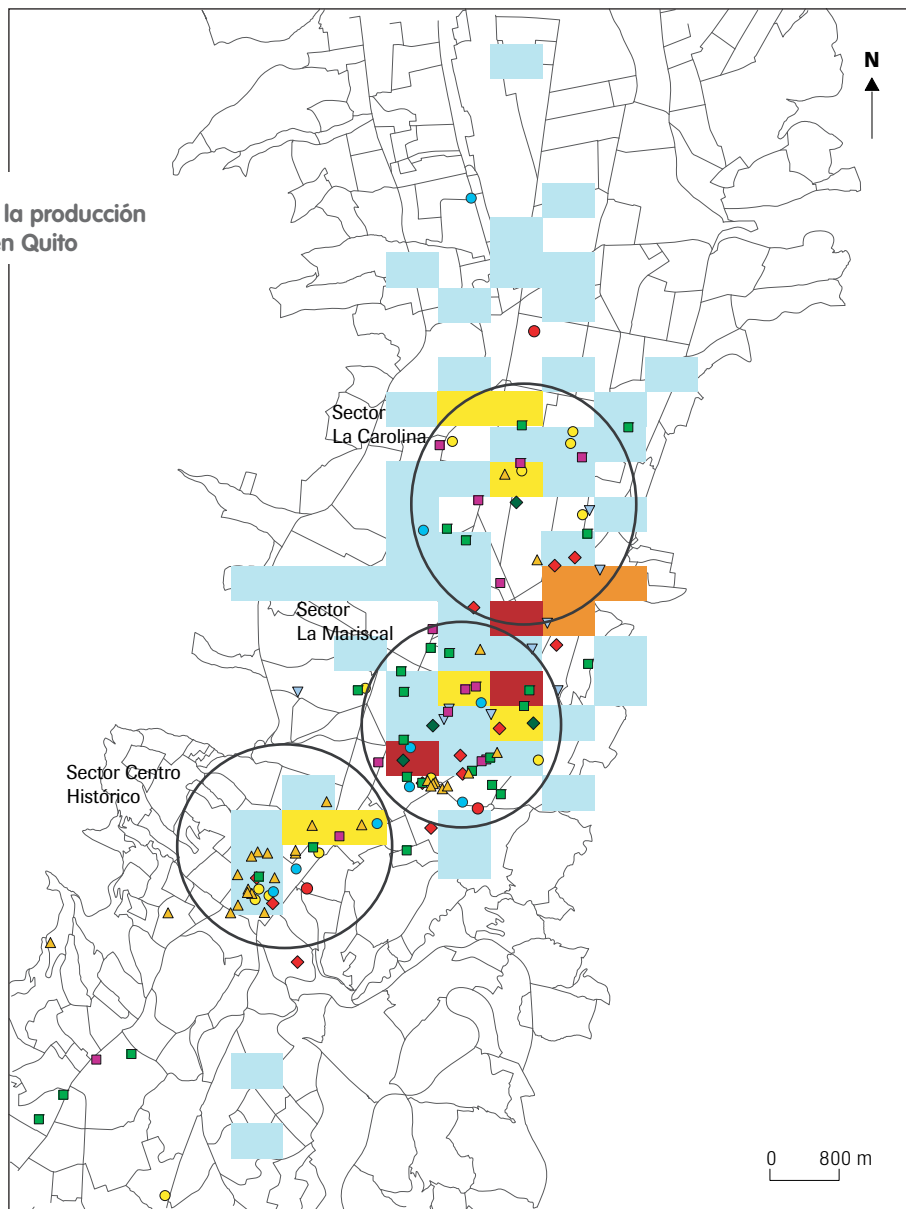 N
la producción
en Quito
Sector
La Carolina
Sector
La Mariscal
Sector Centro
Histórico
0 800 m